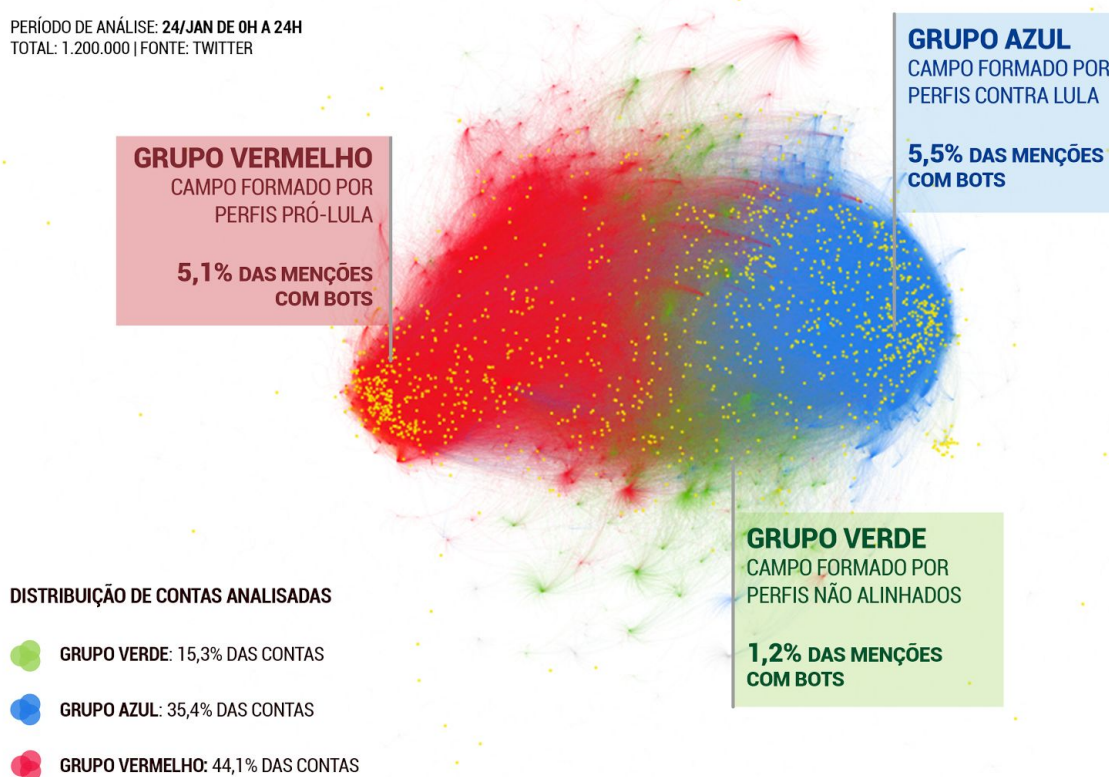 PERÍODO DE ANÁLISE: 24/JAN DE 0H A 24H
TOTAL: 1.200.000 | FONTE: TWITTER
GRUPO AZUL
CAMPO FORMADO POR
PERFIS CONTRA LULA
5,5% DAS MENÇÕES
COM BOTS
GRUPO VERMELHO
CAMPO FORMADO POR
PERFIS PRÓ-LULA
5,1% DAS MENÇÕES
COM BOTS
GRUPO VERDE
CAMPO FORMADO POR
PERFIS NÃO ALINHADOS
1,2% DAS MENÇÕES
COM BOTS
DISTRIBUIÇÃO DE CONTAS ANALISADAS
GRUPO VERDE: 15,3% DAS CONTAS
GRUPO AZUL: 35,4% DAS CONTAS
GRUPO VERMELHO: 44,1% DAS CONTAS